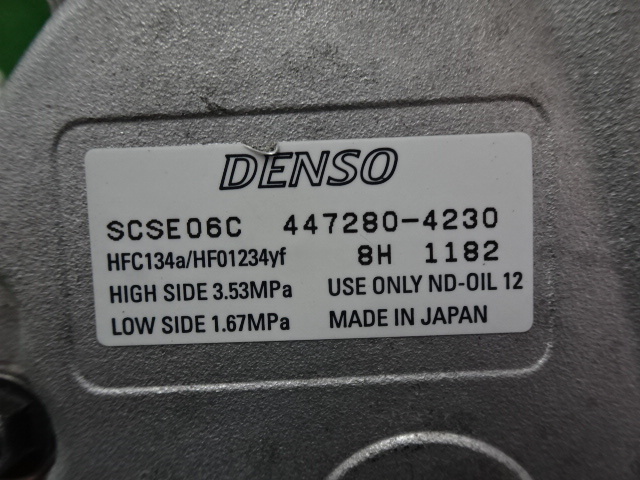 DENSO
SCSE06C 447280-4230
HFC134a/HFO1234yf 8H 1182
HIGH SIDE 3.53MPa USE ONLY ND-OIL 12
LOW SIDE 1.67MPa MADE IN JAPAN